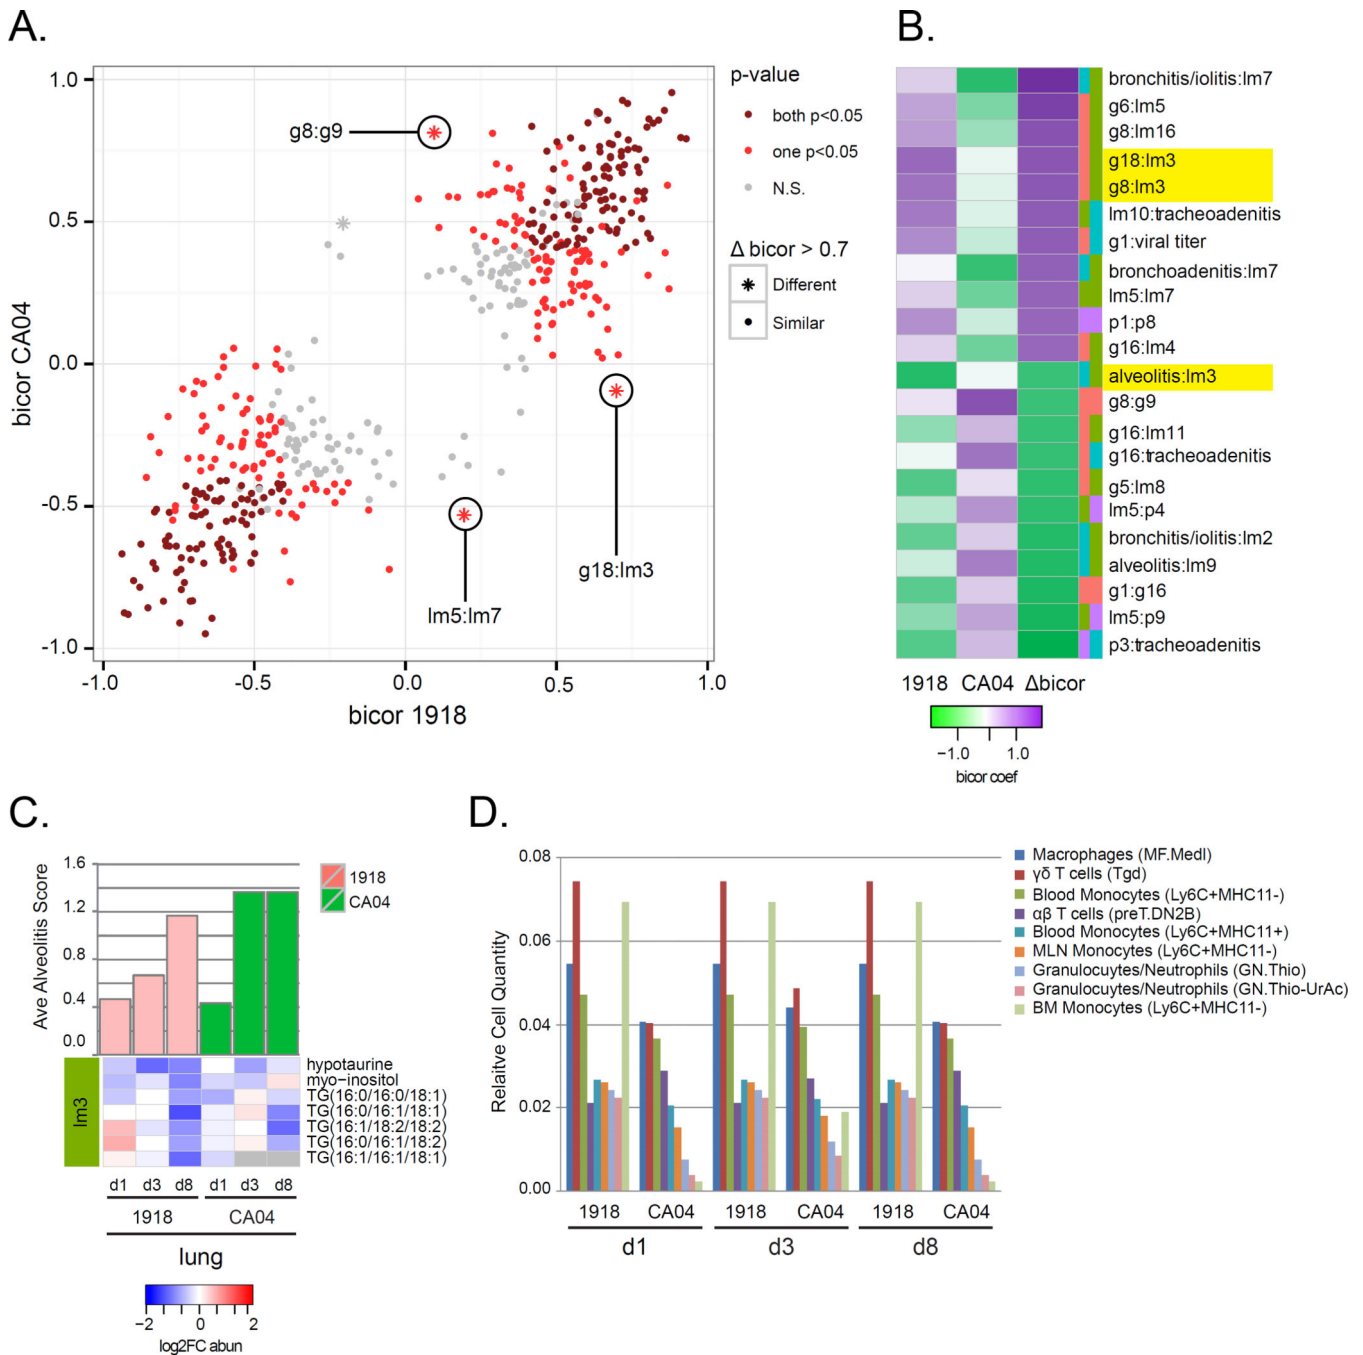 A.
1.0
0.5
0.0
-0.5
-1.0
bicor CA04
-1.0 -0.5 0.0 0.5 1.0
bicor 1918
g8:g9
g18:lm3
lm5:lm7
p-value
both p<0.05
one p<0.05
N.S.
Δ bicor > 0.7
Different
Similar
B.
bronchitis/iolitis:lm7
g6:lm5
g8:lm16
g18:lm3
g8:lm3
lm10:tracheoadenitis
g1:viral titer
bronchoadenitis:lm7
lm5:lm7
p1:p8
g16:lm4
alveolitis:lm3
g8:g9
g16:lm11
g16:tracheoadenitis
g5:lm8
lm5:p4
bronchitis/iolitis:lm2
alveolitis:lm9
g1:g16
lm5:p9
p3:tracheoadenitis
1918 CA04 Δbicor
−1.0 1.0
bicor coef
C.
1.6
1.2
0.8
0.4
0.0
Ave Alveolitis Score
1918
CA04
lm3
hypotaurine
myo−inositol
TG(16:0/16:0/18:1)
TG(16:0/16:1/18:1)
TG(16:1/18:2/18:2)
TG(16:0/16:1/18:2)
TG(16:1/16:1/18:1)
d1 d3 d8 d1 d3 d8
1918 CA04
lung
−2 0 2
log2FC abun
D.
0.08
0.06
0.04
0.02
0.00
Relaitve Cell Quantity
1918 CA04 1918 CA04 1918 CA04
d1 d3 d8
Macrophages (MF.Medl)
γδ T cells (Tgd)
Blood Monocytes (Ly6C+MHC11-)
αβ T cells (preT.DN2B)
Blood Monocytes (Ly6C+MHC11+)
MLN Monocytes (Ly6C+MHC11-)
Granulocytes/Neutrophils (GN.Thio)
Granulocytes/Neutrophils (GN.Thio-UrAc)
BM Monocytes (Ly6C+MHC11-)